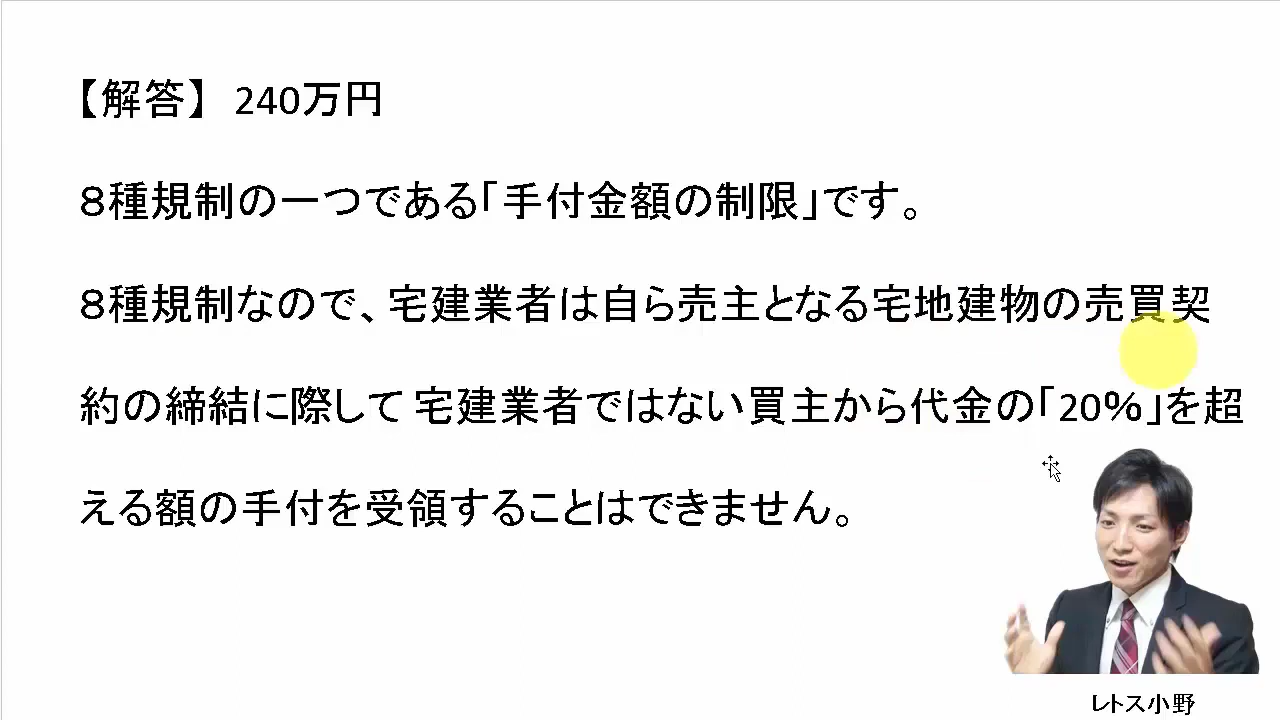 【解答】 240万円
８種規制の一つである「手付金額の制限」です。
８種規制なので、宅建業者は自ら売主となる宅地建物の売買契
約の締結に際して 宅建業者ではない買主から代金の「20％」を超
える額の手付を受領することはできません。
レトス小野